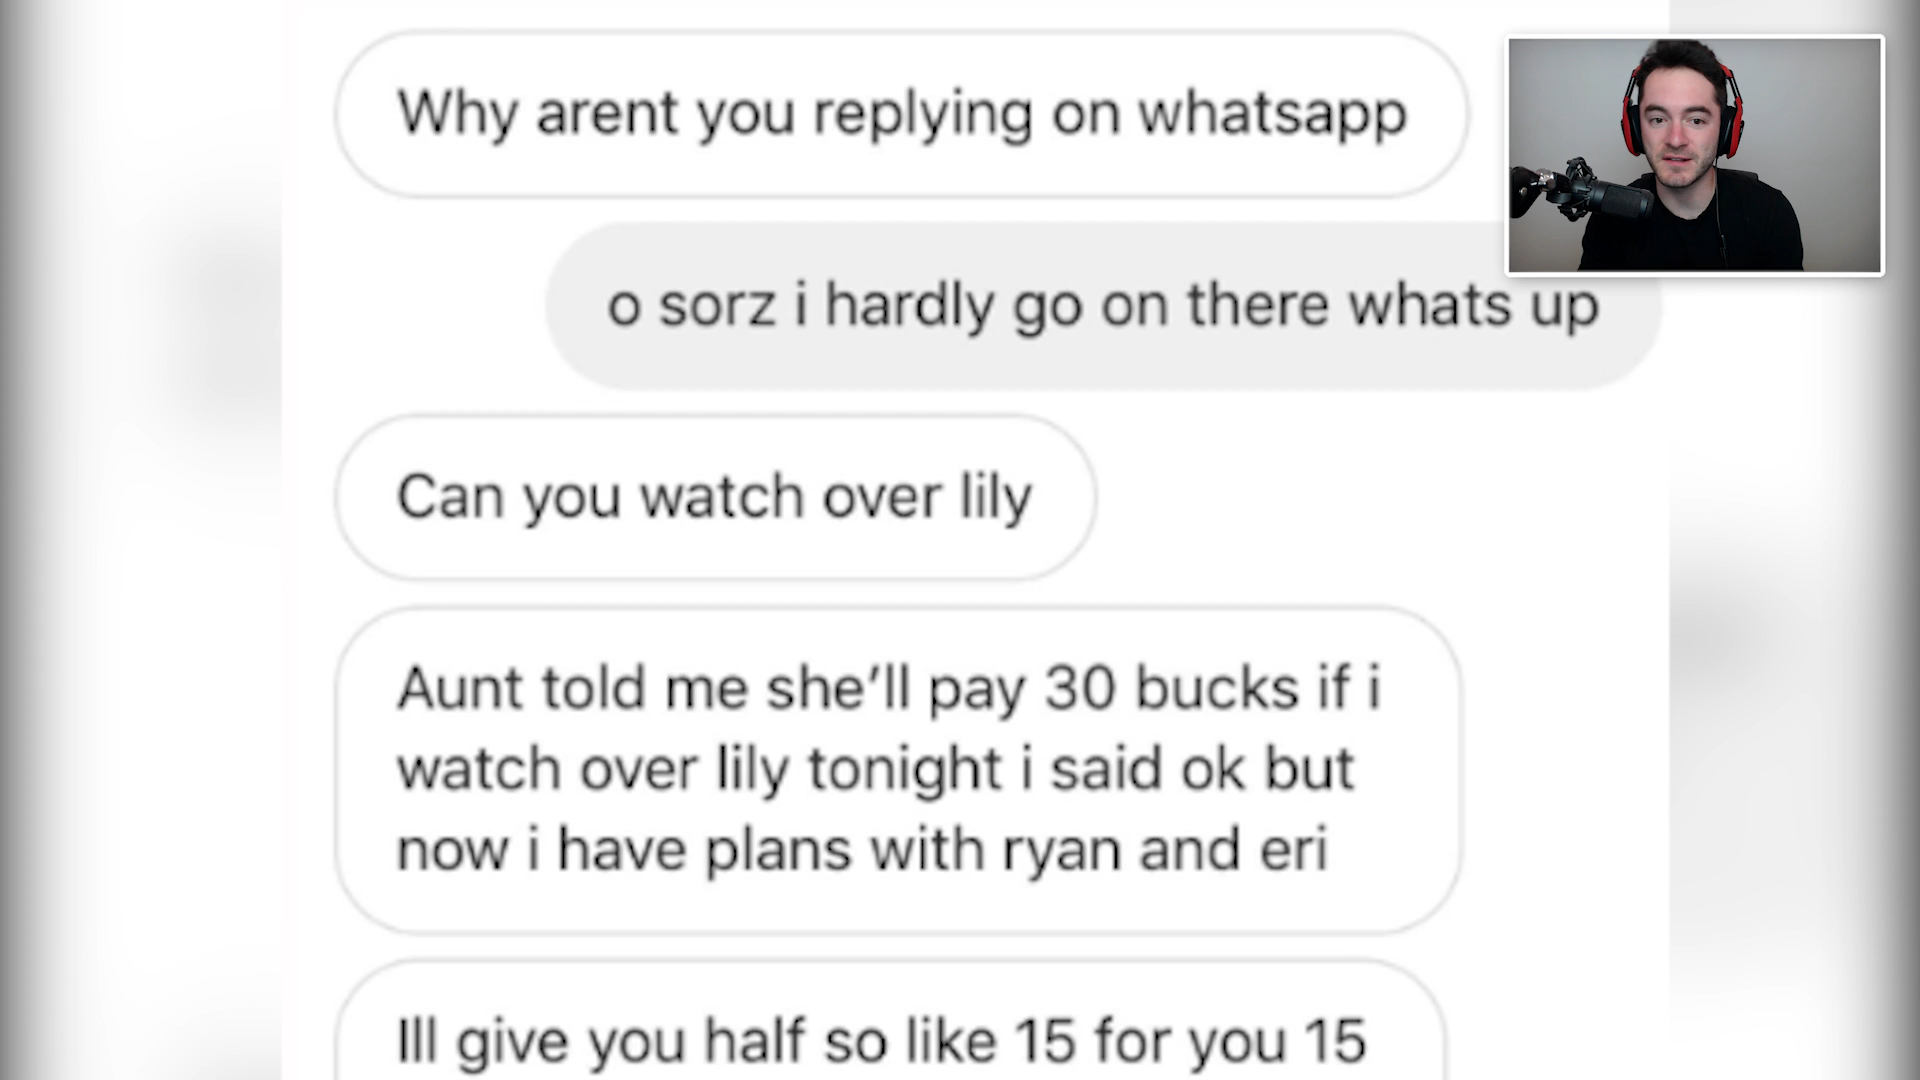 Why arent you replying on whatsapp
o sorz i hardly go on there whats up
Can you watch over lily
Aunt told me she’ll pay 30 bucks if i
watch over lily tonight i said ok but
now i have plans with ryan and eri
Ill give you half so like 15 for you 15